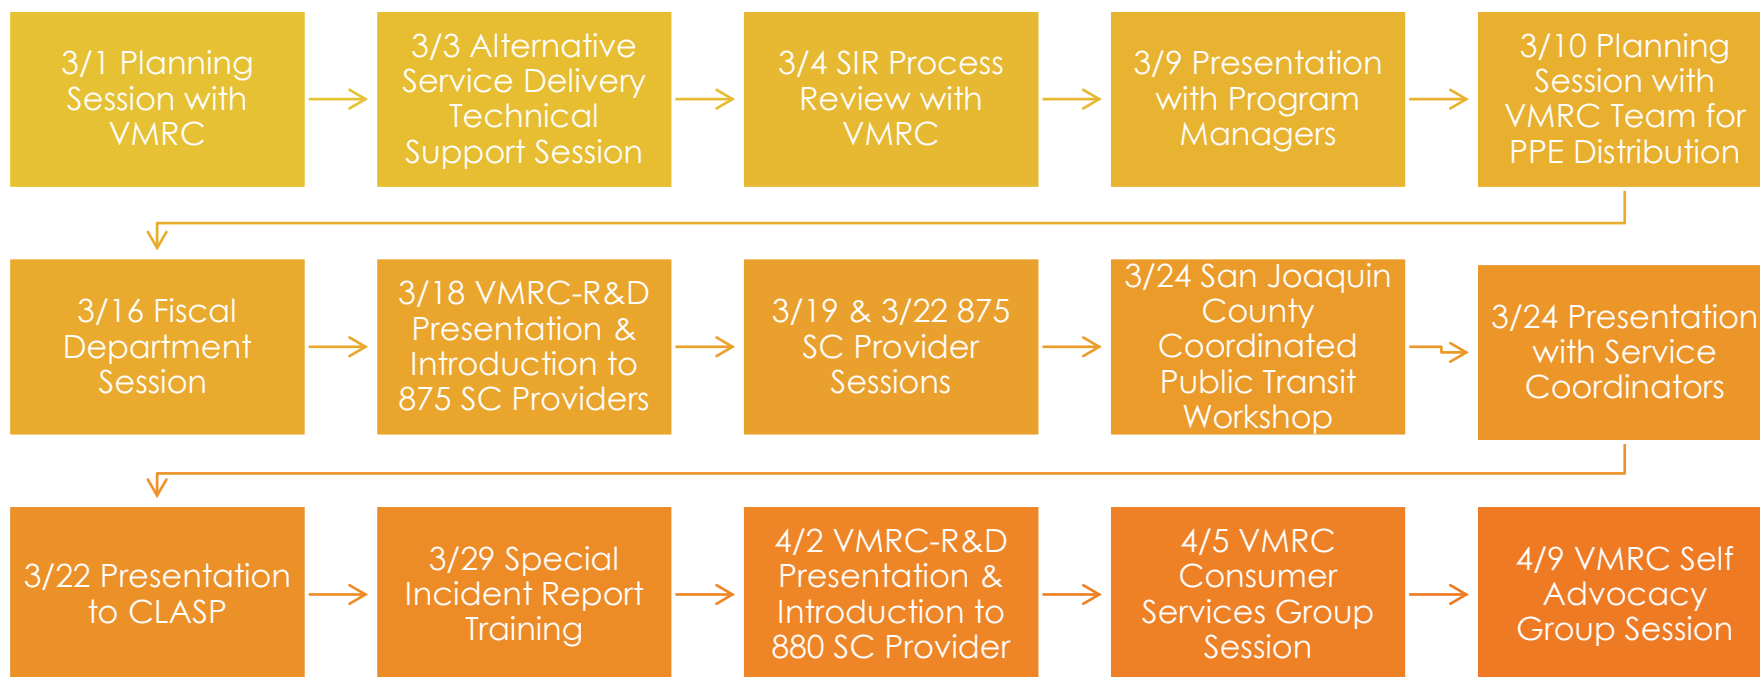 3/1 Planning
Session with
VMRC
3/3 Alternative
Service Delivery
Technical
Support Session
3/4 SIR Process
Review with
VMRC
3/9 Presentation
with Program
Managers
3/10 Planning
Session with
VMRC Team for
PPE Distribution
3/16 Fiscal
Department
Session
3/18 VMRC-R&D
Presentation &
Introduction to
875 SC Providers
3/19 & 3/22 875
SC Provider
Sessions
3/24 San Joaquin
County
Coordinated
Public Transit
Workshop
3/24 Presentation
with Service
Coordinators
3/22 Presentation
to CLASP
3/29 Special
Incident Report
Training
4/2 VMRC-R&D
Presentation &
Introduction to
880 SC Provider
4/5 VMRC
Consumer
Services Group
Session
4/9 VMRC Self
Advocacy
Group Session